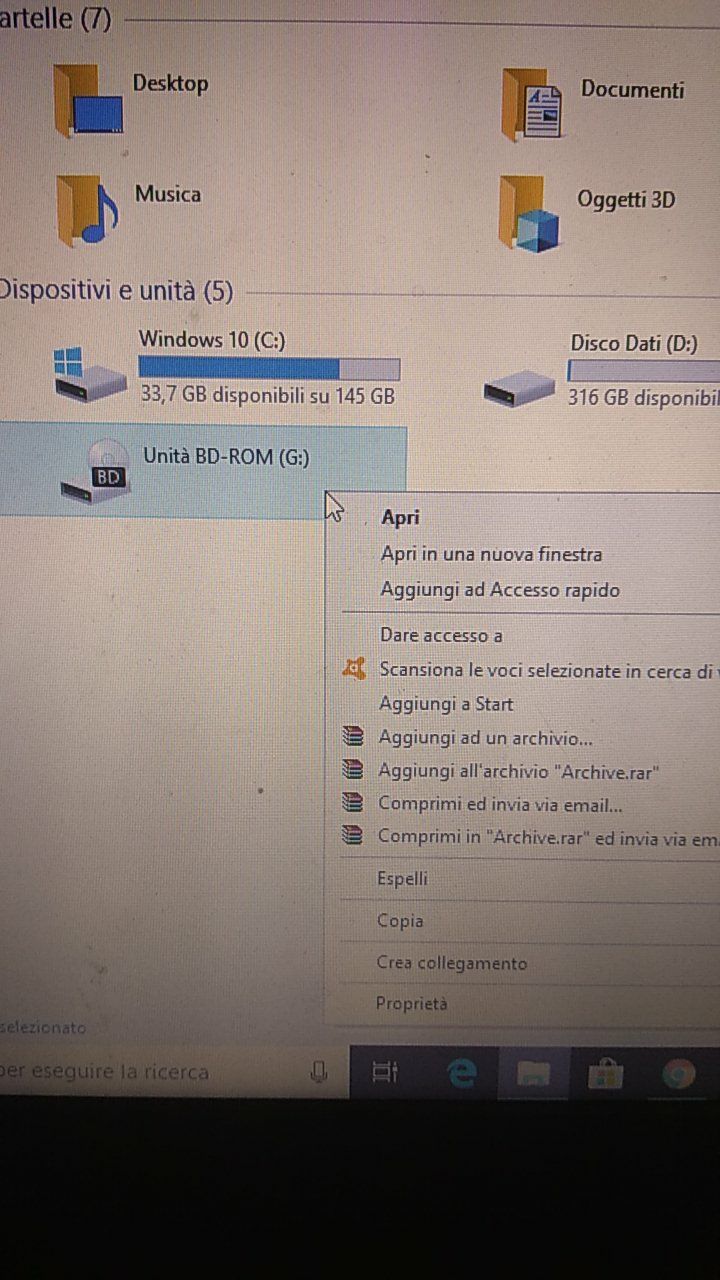 artelle (7)
Desktop
Documenti
Musica
Oggetti 3D
Dispositivi e unità (5)
Windows 10 (C:)
33,7 GB disponibili su 145 GB
Disco Dati (D:)
316 GB disponibil
Unità BD-ROM (G:)
BD
Apri
Apri in una nuova finestra
Aggiungi ad Accesso rapido
Dare accesso a
Scansiona le voci selezionate in cerca di v
Aggiungi a Start
Aggiungi ad un archivio...
Aggiungi all'archivio "Archive.rar"
Comprimi ed invia via email...
Comprimi in "Archive.rar" ed invia via ema
Espelli
Copia
Crea collegamento
Proprietà
selezionato
per eseguire la ricerca